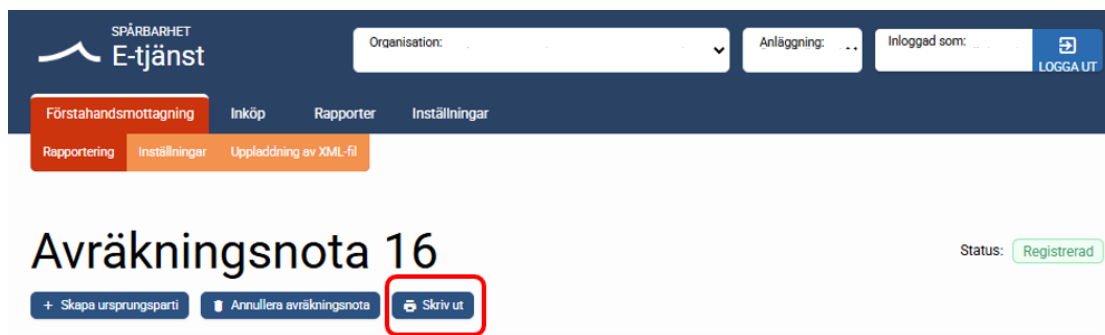 SPÅRBARHET
E-tjänst
Organisation:
Anläggning:
Inloggad som:
LOGGA UT
Förstahandsmottagning Inköp Rapporter Inställningar
Rapportering Inställningar Uppladdning av XML-fil
Avräkningsnota 16
Status: Registrerad
+ Skapa ursprungsparti Annullera avräkningsnota Skriv ut